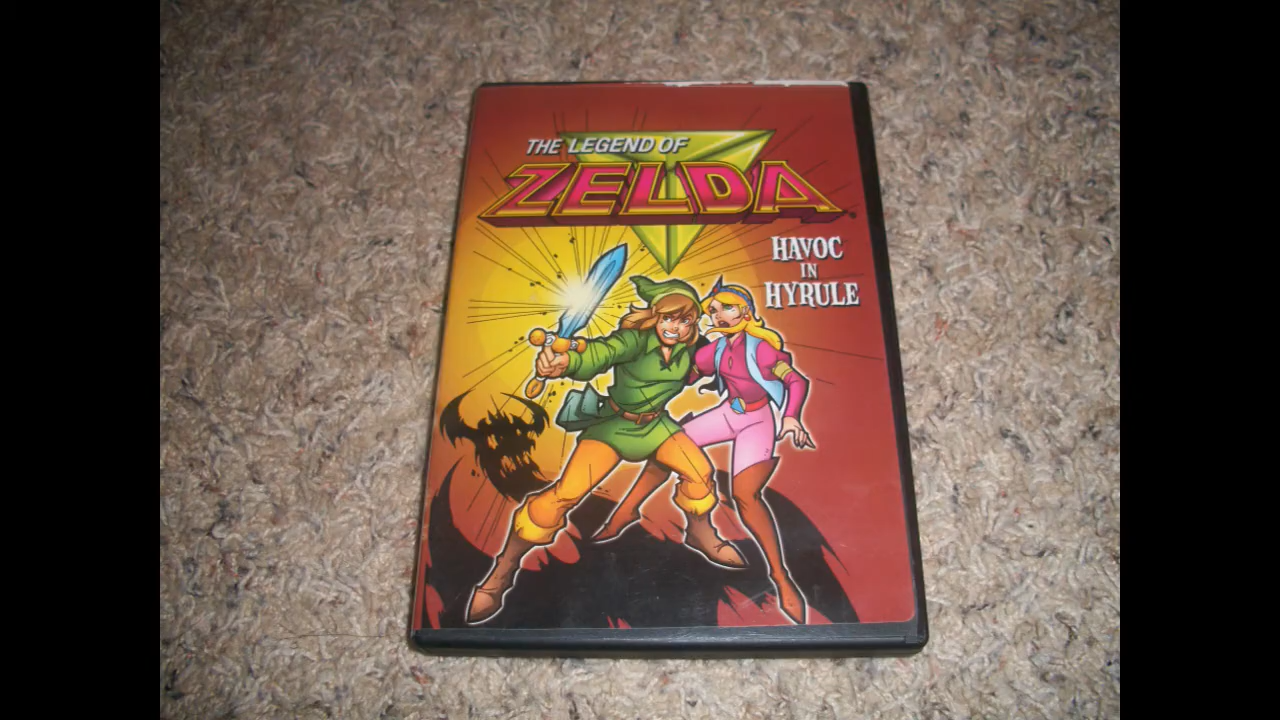 THE LEGEND OF
ZELDA
HAVOC
IN
HYRULE